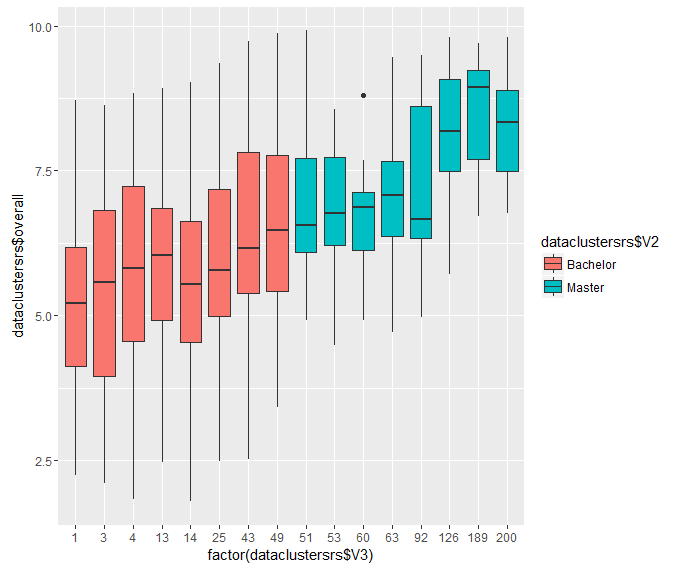 10.0
7.5
5.0
2.5
dataclustersrs$overall
1 3 4 13 14 25 43 49 51 53 60 63 92 126 189 200
factor(dataclustersrs$V3)
dataclustersrs$V2
Bachelor
Master